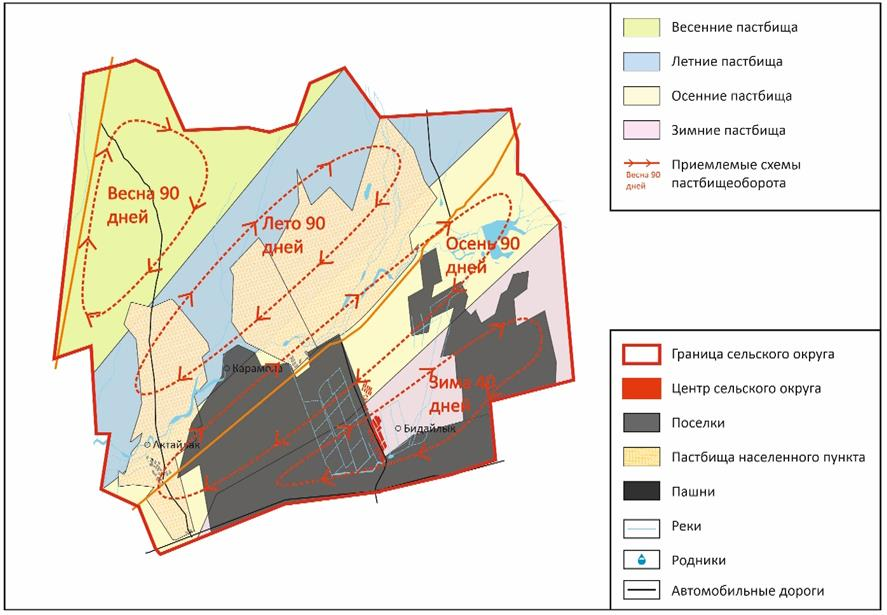 Весна 90
дней
Лето 90
дней
Осень 90
дней
Зима 40
дней
Карамола
Бидайлык
Актайлак
Весенние пастбища
Летние пастбища
Осенние пастбища
Зимние пастбища
Весна 90
дней
Приемлемые схемы
пастбищеоборота
Граница сельского округа
Центр сельского округа
Поселки
Пастбища населенного пункта
Пашни
Реки
Родники
Автомобильные дороги